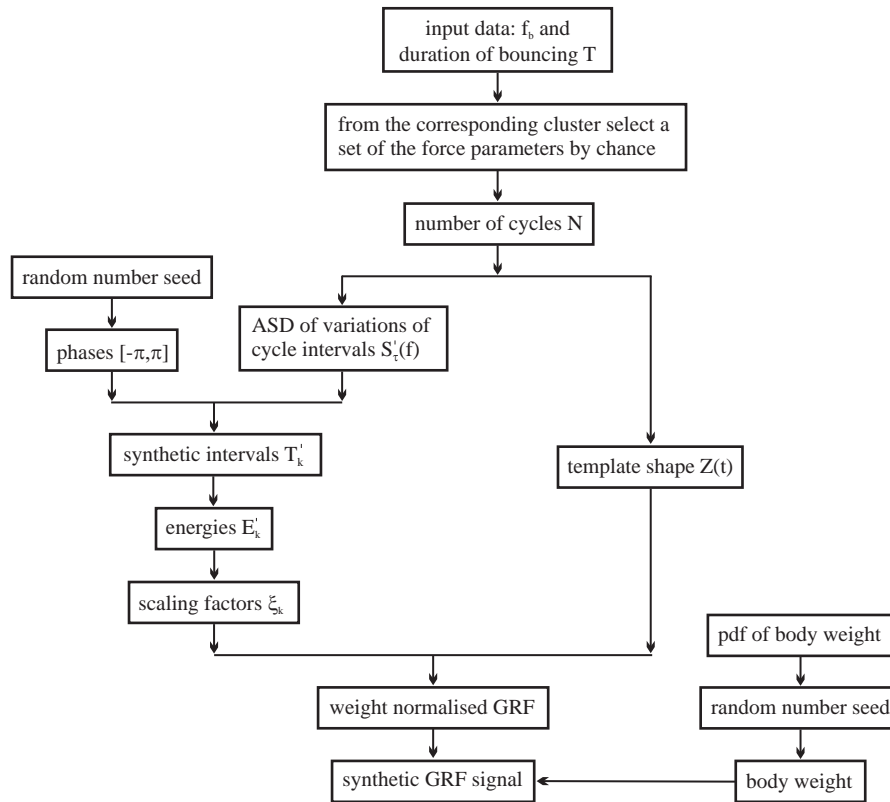 input data: f_b and
duration of bouncing T
from the corresponding cluster select a
set of the force parameters by chance
number of cycles N
random number seed
phases [-π,π]
ASD of variations of
cycle intervals S'_τ(f)
synthetic intervals T'_k
template shape Z(t)
energies E'_k
scaling factors ξ_k
pdf of body weight
weight normalised GRF
random number seed
synthetic GRF signal
body weight